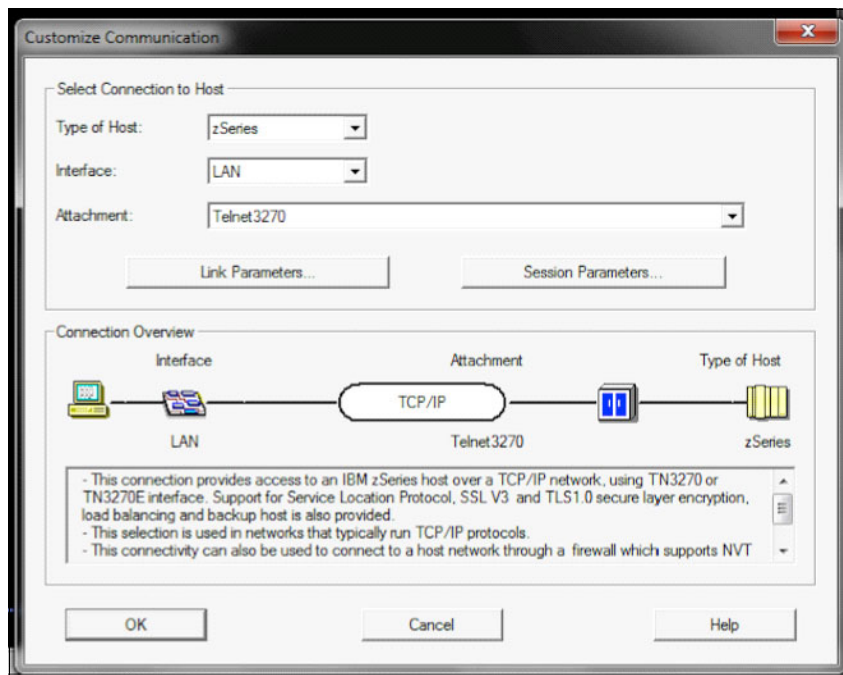 Customize Communication
Select Connection to Host
Type of Host: zSeries
Interface: LAN
Attachment: Telnet3270
Link Parameters... Session Parameters...
Connection Overview
Interface Attachment Type of Host
TCP/IP
LAN Telnet3270 zSeries
- This connection provides access to an IBM zSeries host over a TCP/IP network, using TN3270 or
TN3270E interface. Support for Service Location Protocol, SSL V3 and TLS1.0 secure layer encryption,
load balancing and backup host is also provided.
- This selection is used in networks that typically run TCP/IP protocols.
- This connectivity can also be used to connect to a host network through a firewall which supports NVT
OK Cancel Help